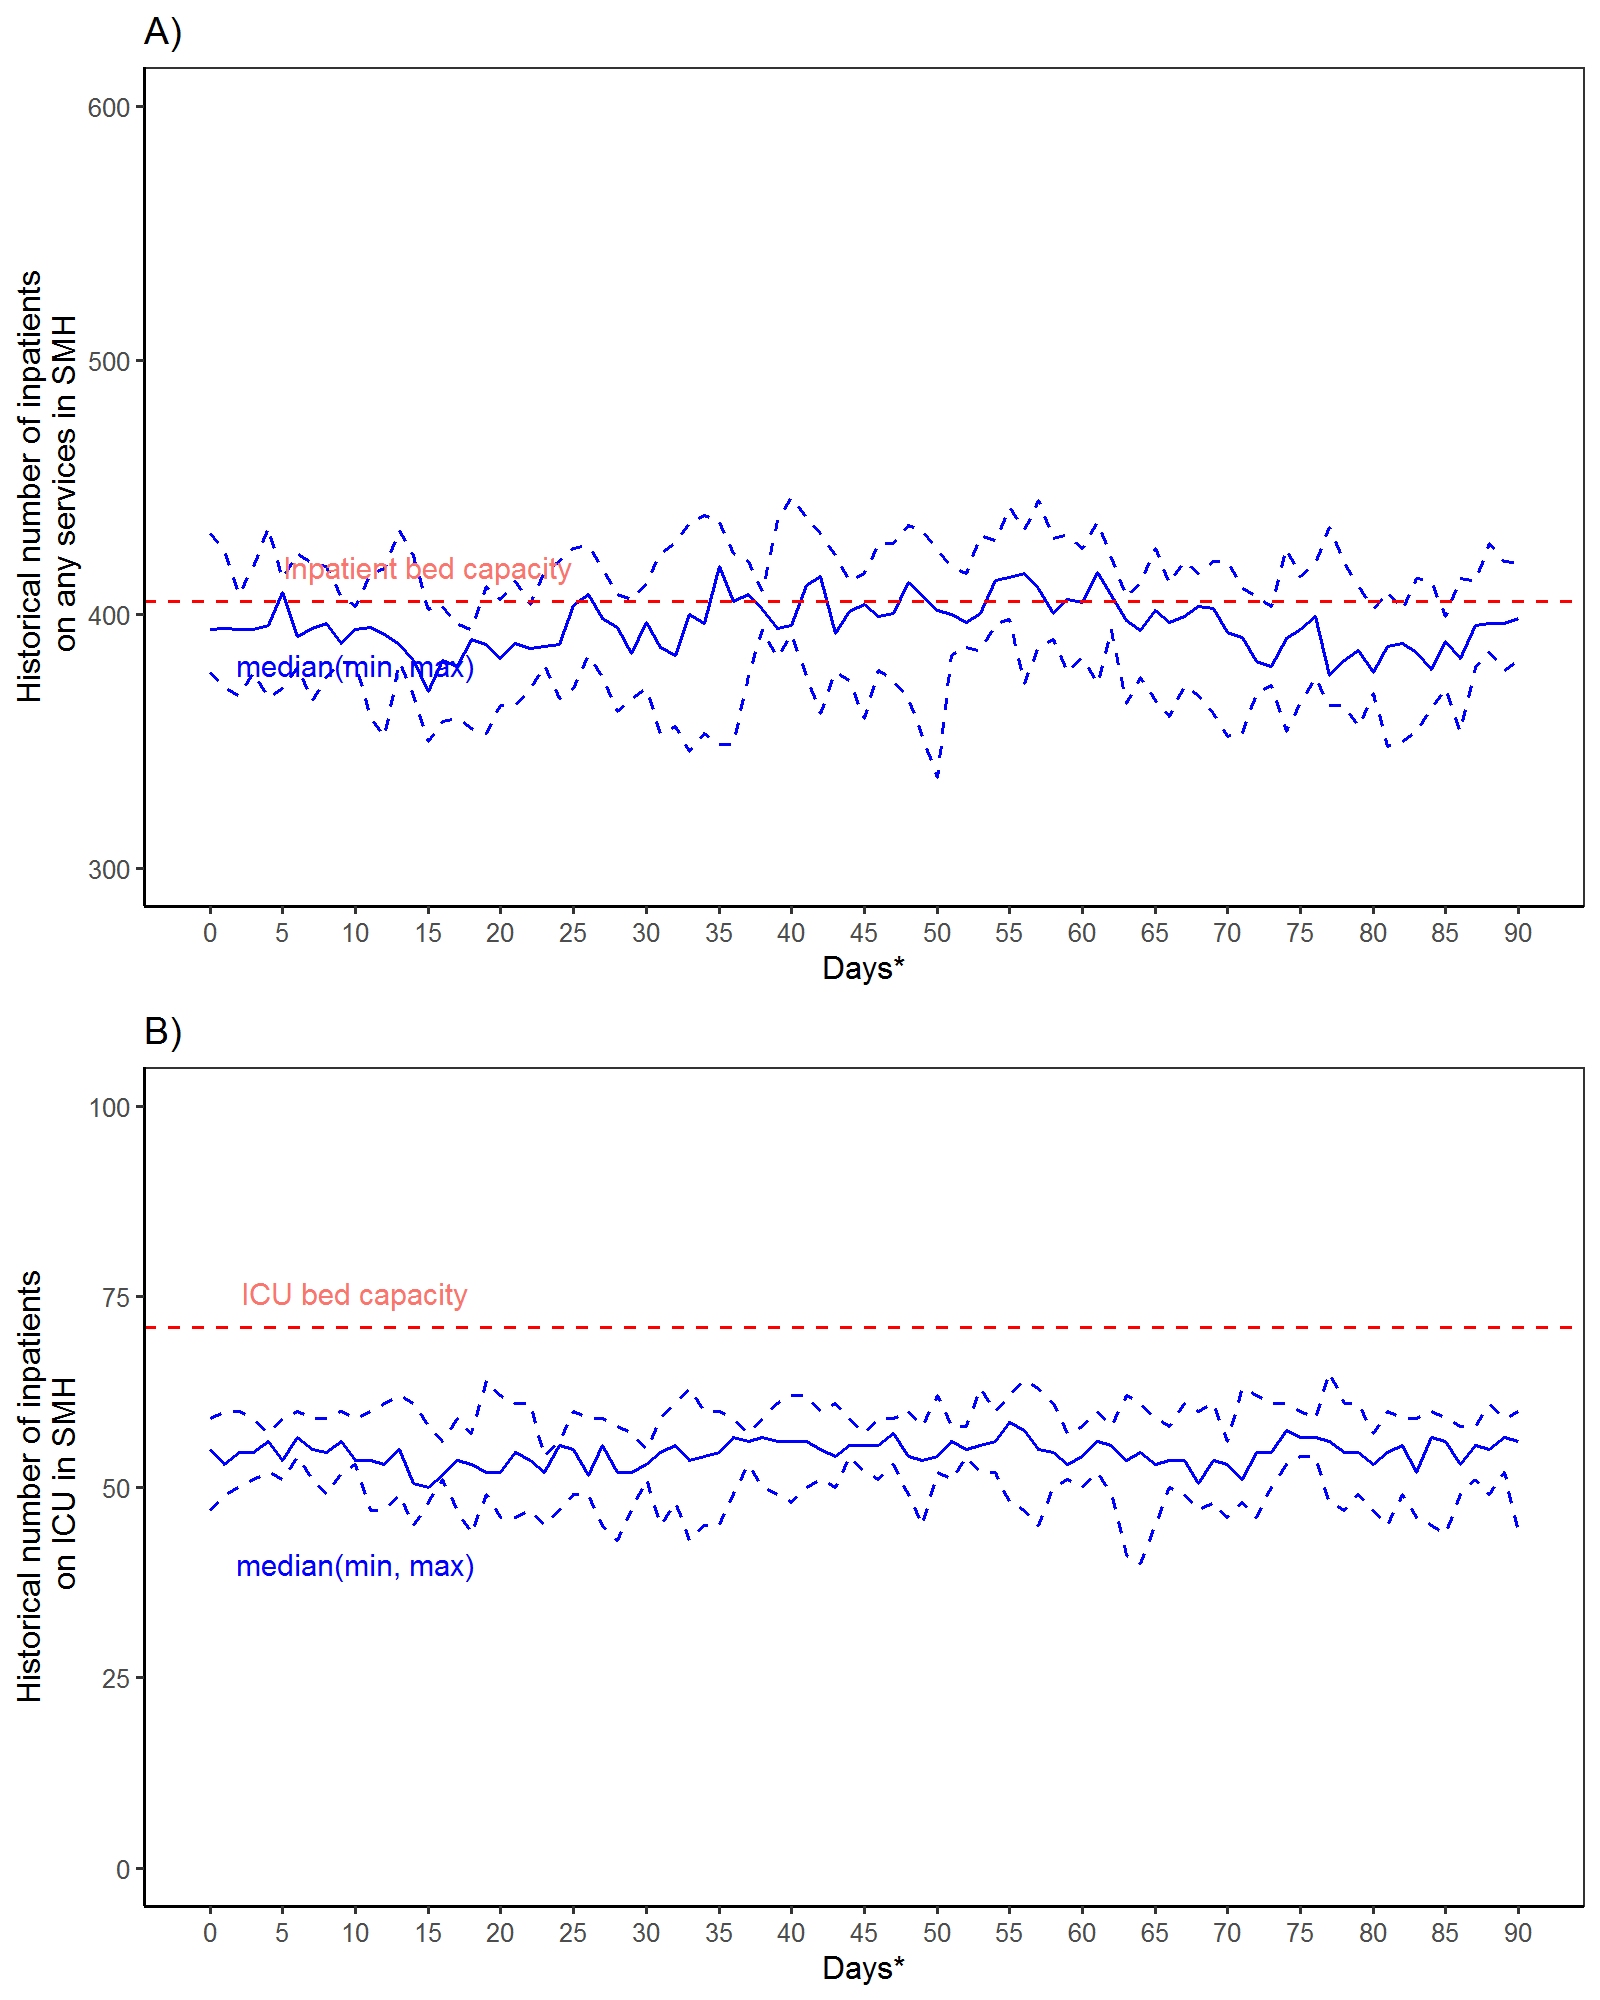 A)
Historical number of inpatients
on any services in SMH
600
500
400
300
Inpatient bed capacity
median(min, max)
0 5 10 15 20 25 30 35 40 45 50 55 60 65 70 75 80 85 90
Days*
B)
Historical number of inpatients
on ICU in SMH
100
75
50
25
0
ICU bed capacity
median(min, max)
0 5 10 15 20 25 30 35 40 45 50 55 60 65 70 75 80 85 90
Days*